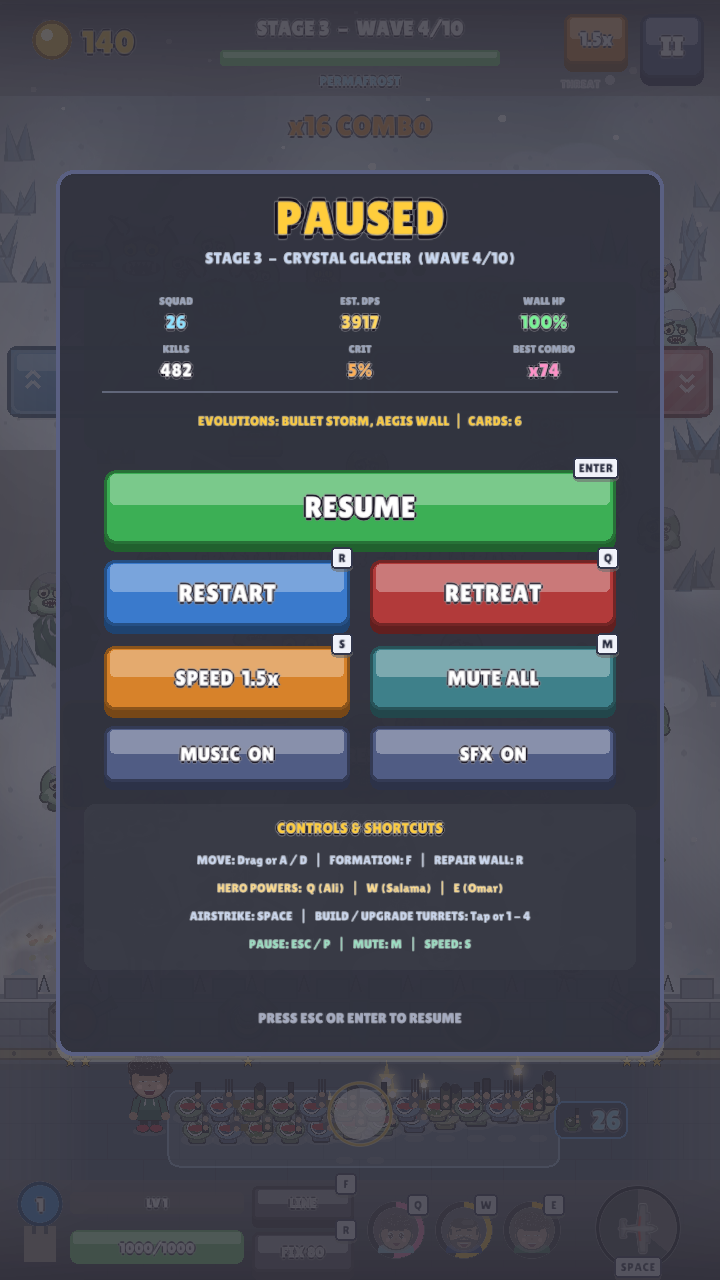 140
STAGE 3 – WAVE 4/10
1.5x
II
PERMAFROST
THREAT
x16 COMBO
PAUSED
STAGE 3 – CRYSTAL GLACIER (WAVE 4/10)
SQUAD EST. DPS WALL HP
26 3917 100%
KILLS CRIT BEST COMBO
482 5% x74
EVOLUTIONS: BULLET STORM, AEGIS WALL | CARDS: 6
ENTER
RESUME
R Q
RESTART RETREAT
S M
SPEED 1.5x MUTE ALL
MUSIC ON SFX ON
CONTROLS & SHORTCUTS
MOVE: Drag or A / D | FORMATION: F | REPAIR WALL: R
HERO POWERS: Q (Ali) | W (Salama) | E (Omar)
AIRSTRIKE: SPACE | BUILD / UPGRADE TURRETS: Tap or 1 – 4
PAUSE: ESC / P | MUTE: M | SPEED: S
PRESS ESC OR ENTER TO RESUME
26
F
1 LV 1 LINE
R Q W E
1000/1000 FIX 80
SPACE